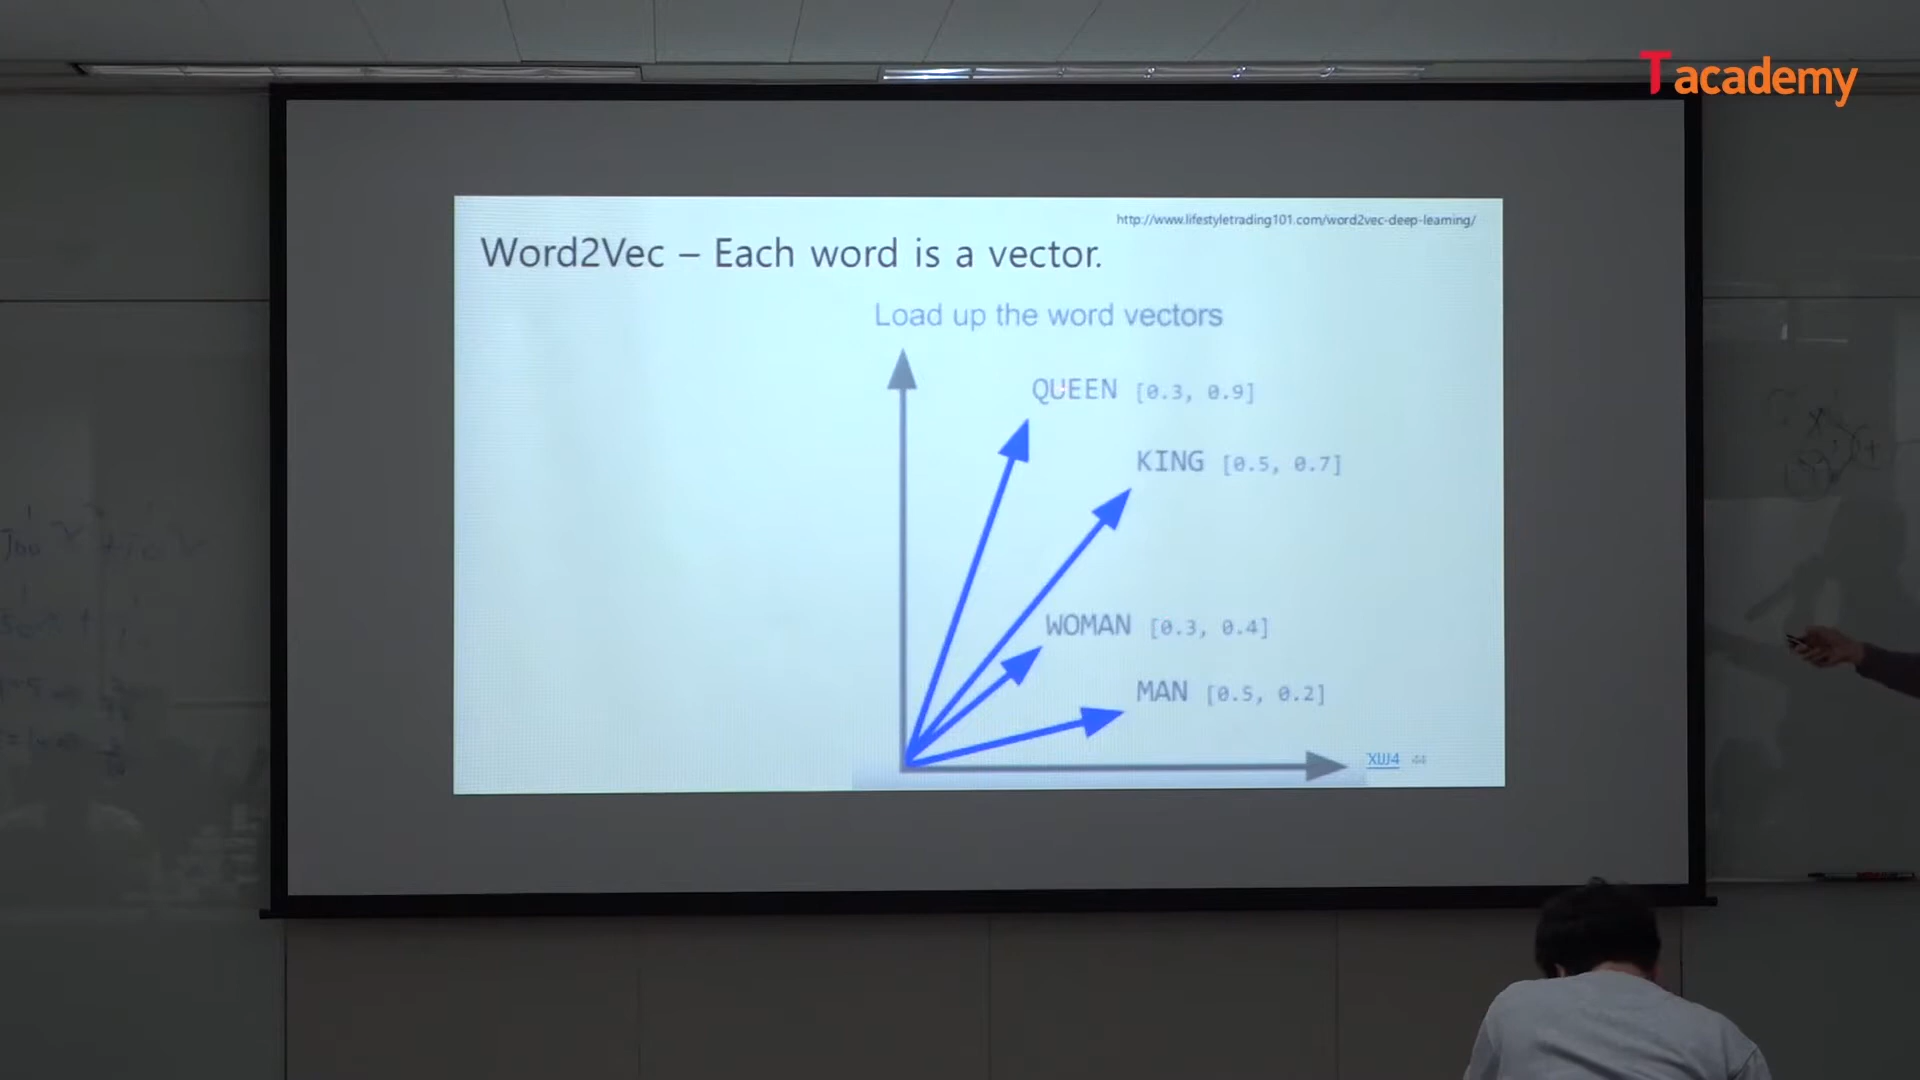 Tacademy
http://www.lifestyletrading101.com/word2vec-deep-learning/
Word2Vec – Each word is a vector.
Load up the word vectors
QUEEN [0.3, 0.9]
KING [0.5, 0.7]
WOMAN [0.3, 0.4]
MAN [0.5, 0.2]